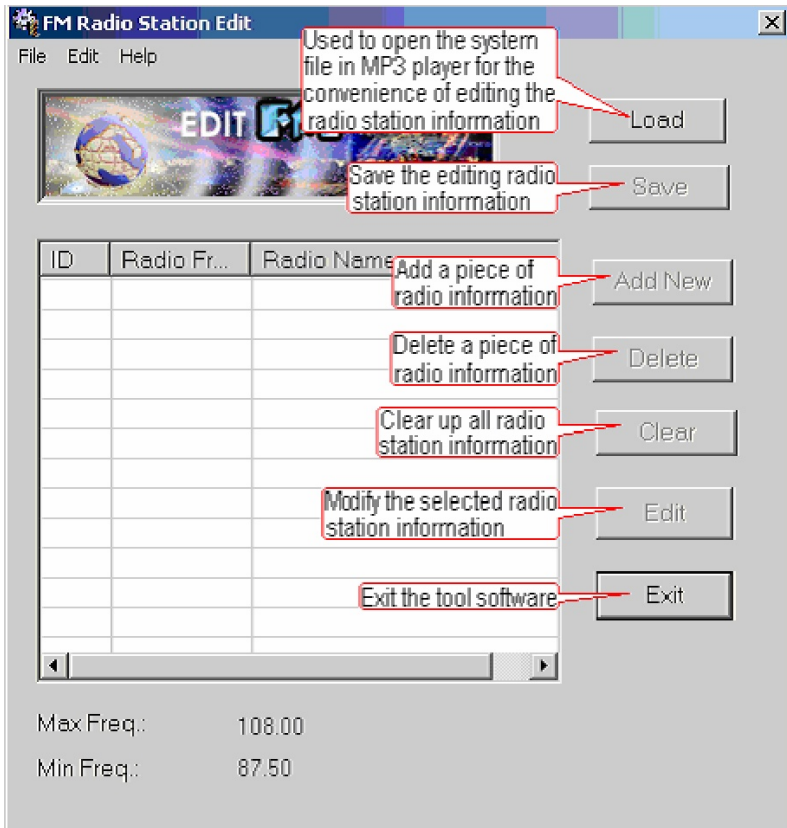 FM Radio Station Edit
File Edit Help
Used to open the system
file in MP3 player for the
convenience of editing the
radio station information
Load
EDIT
Save the editing radio
station information
Save
ID Radio Fr... Radio Name
Add a piece of
radio information
Add New
Delete a piece of
radio information
Delete
Clear up all radio
station information
Clear
Modify the selected radio
station information
Edit
Exit the tool software
Exit
Max Freq.: 108.00
Min Freq.: 87.50